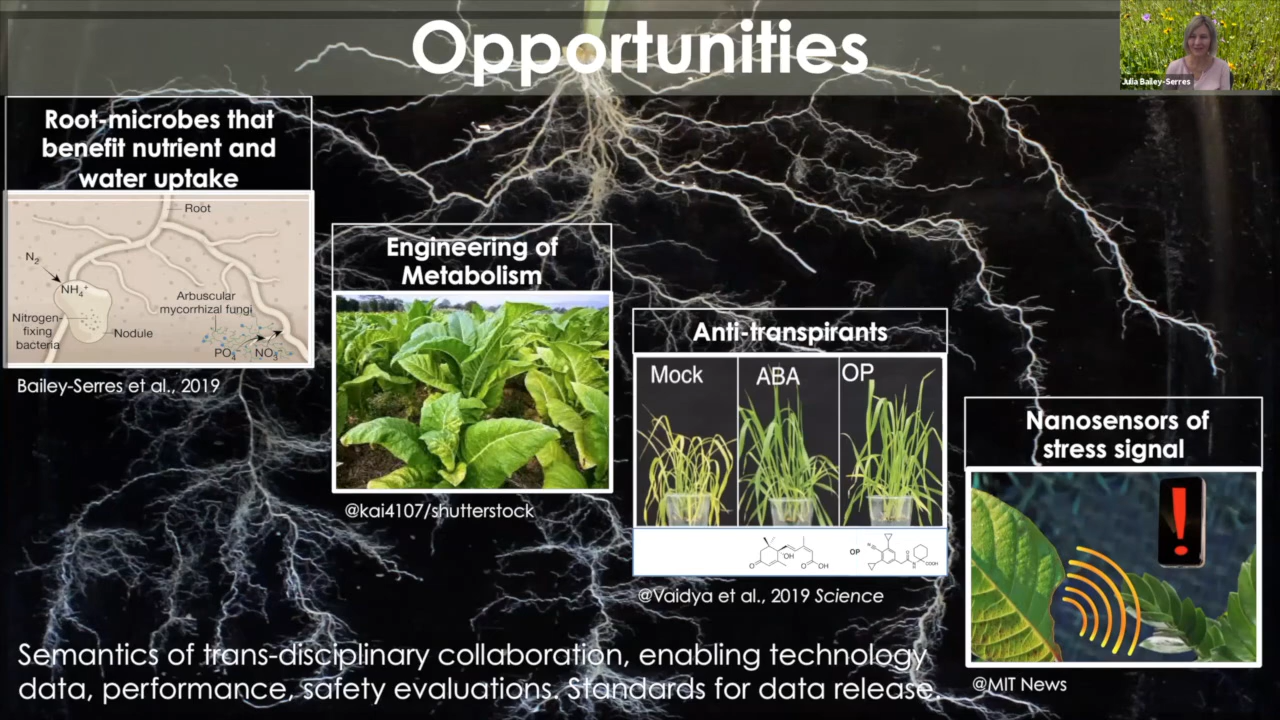 Opportunities
Julia Bailey-Serres
Root-microbes that
benefit nutrient and
water uptake
Root
N₂
NH₄⁺
Arbuscular
mycorrhizal fungi
Nitrogen-
fixing
bacteria
Nodule
NO₃⁻
Bailey-Serres et al., 2019
Engineering of
Metabolism
@kai4107/shutterstock
Anti-transpirants
Mock
ABA
OP
O
OH
O
OH
OP
COOH
@Vaidya et al., 2019 Science
Nanosensors of
stress signal
!
@MIT News
Semantics of trans-disciplinary collaboration, enabling technology
data, performance, safety evaluations. Standards for data release.